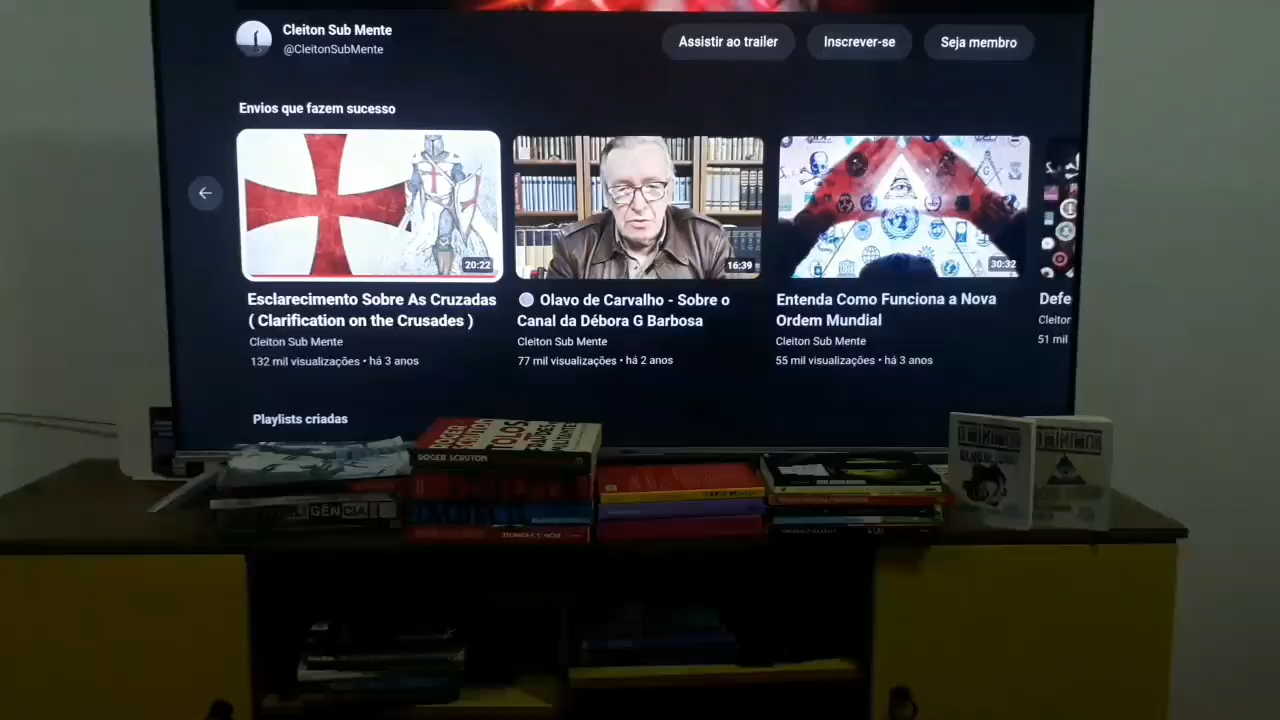 Cleiton Sub Mente
@CleitonSubMente
Assistir ao trailer
Inscrever-se
Seja membro
Envios que fazem sucesso
20:22
16:39
30:32
Esclarecimento Sobre As Cruzadas
( Clarification on the Crusades )
Cleiton Sub Mente
132 mil visualizações • há 3 anos
Olavo de Carvalho - Sobre o
Canal da Débora G Barbosa
Cleiton Sub Mente
77 mil visualizações • há 2 anos
Entenda Como Funciona a Nova
Ordem Mundial
Cleiton Sub Mente
55 mil visualizações • há 3 anos
Defe
Cleitor
51 mil
Playlists criadas
ROGER
TOLOS
ROGER SCRUTON